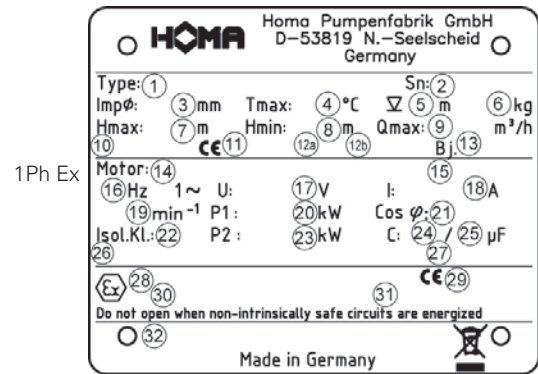 HOMA Homa Pumpenfabrik GmbH
D-53819 N.-Seelscheid
Germany
Type: 1 Sn: 2
ImpØ: 3 mm Tmax: 4 °C ∇ 5 m 6 kg
Hmax: 7 m Hmin: 8 m Qmax: 9 m³/h
10 CE 11 12a 12b Bj. 13
1Ph Ex
Motor: 14 15
16 Hz 1~ U: 17 V I: 18 A
19 min-1 P1: 20 kW Cos φ: 21
Isol.Kl.: 22 P2: 23 kW C: 24 / 25 µF
26 27
Ex 28 CE 29
30 31
Do not open when non-intrinsically safe circuits are energized
32
Made in Germany